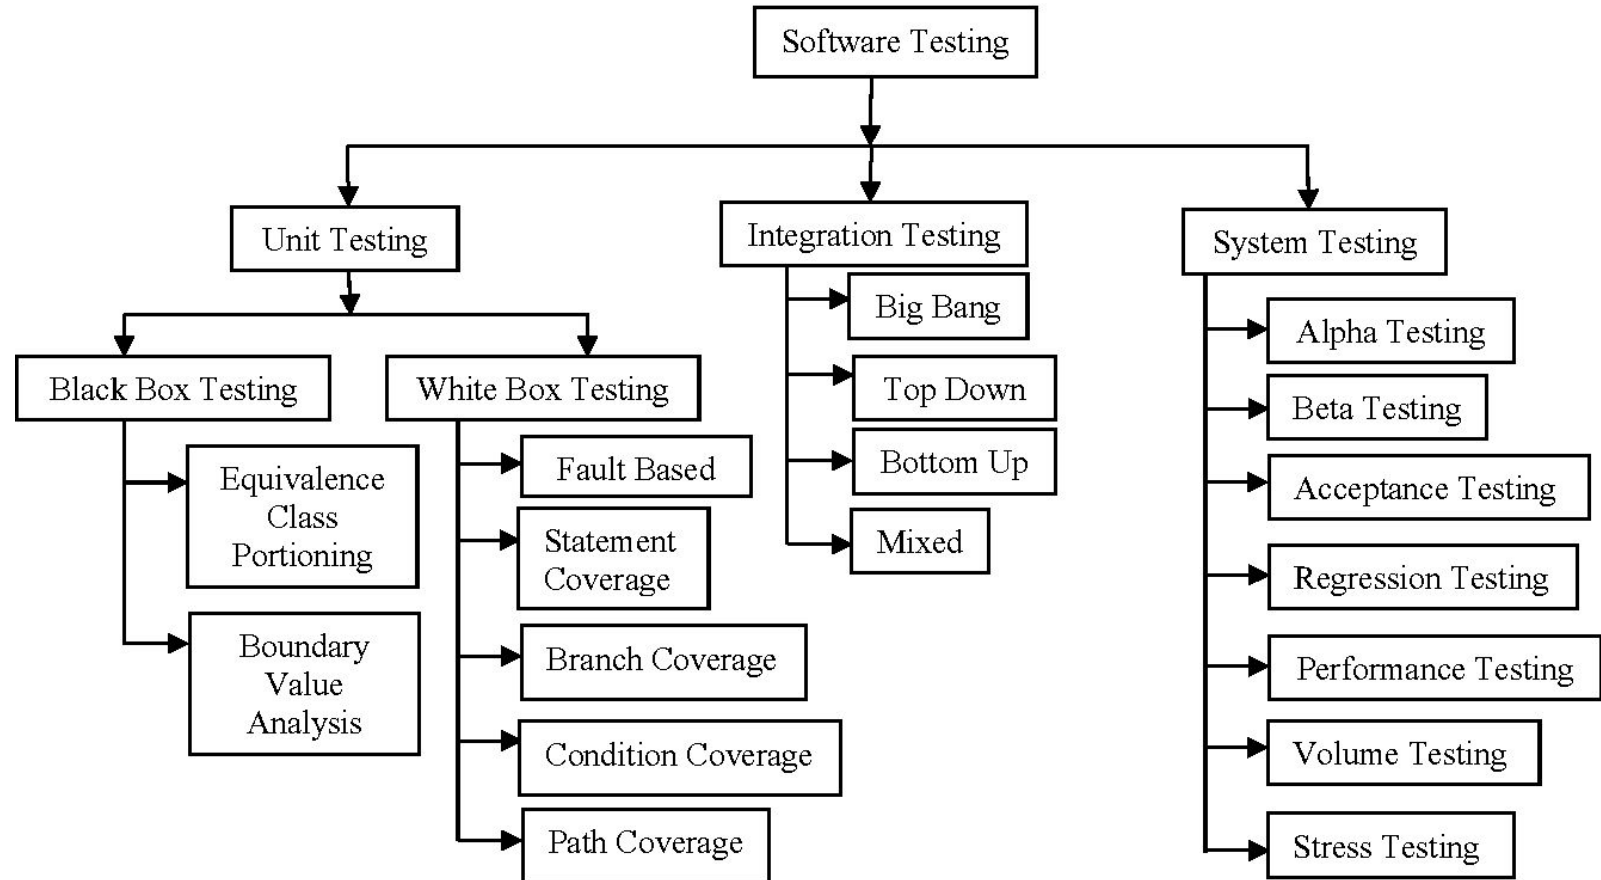 Software Testing
Unit Testing
Integration Testing
System Testing
Black Box Testing
White Box Testing
Equivalence
Class
Portioning
Boundary
Value
Analysis
Fault Based
Statement
Coverage
Branch Coverage
Condition Coverage
Path Coverage
Big Bang
Top Down
Bottom Up
Mixed
Alpha Testing
Beta Testing
Acceptance Testing
Regression Testing
Performance Testing
Volume Testing
Stress Testing